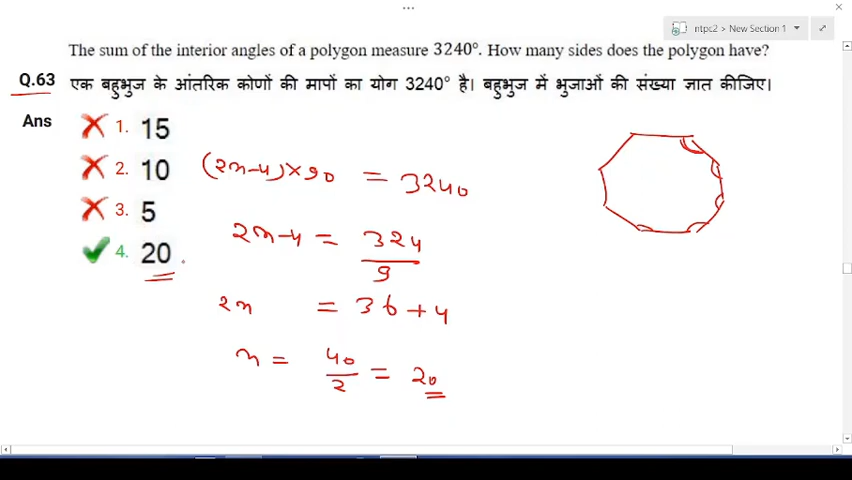 ntpc2 > New Section 1
The sum of the interior angles of a polygon measure 3240°. How many sides does the polygon have?
Q.63 एक बहुभुज के आंतरिक कोणों की मापों का योग 3240° है। बहुभुज में भुजाओं की संख्या ज्ञात कीजिए।
Ans
1. 15
2. 10
3. 5
4. 20
(2n-4)×90 = 3240
2n-4 = 324/9
2n = 36+4
n = 40/2 = 20